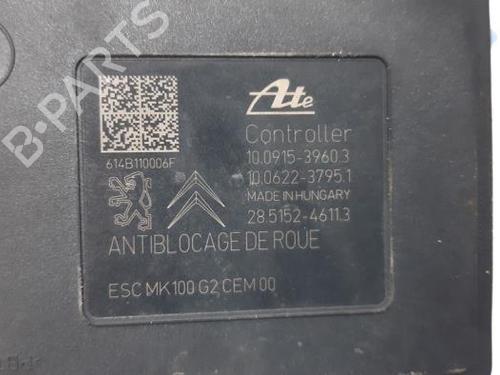 B-PARTS
Ate
Controller
614B110006F
10.0915-3960.3
10.0622-3795.1
MADE IN HUNGARY
28.5152-4611.3
ANTIBLOCAGE DE ROUE
ESC MK100 G2 CEM 00